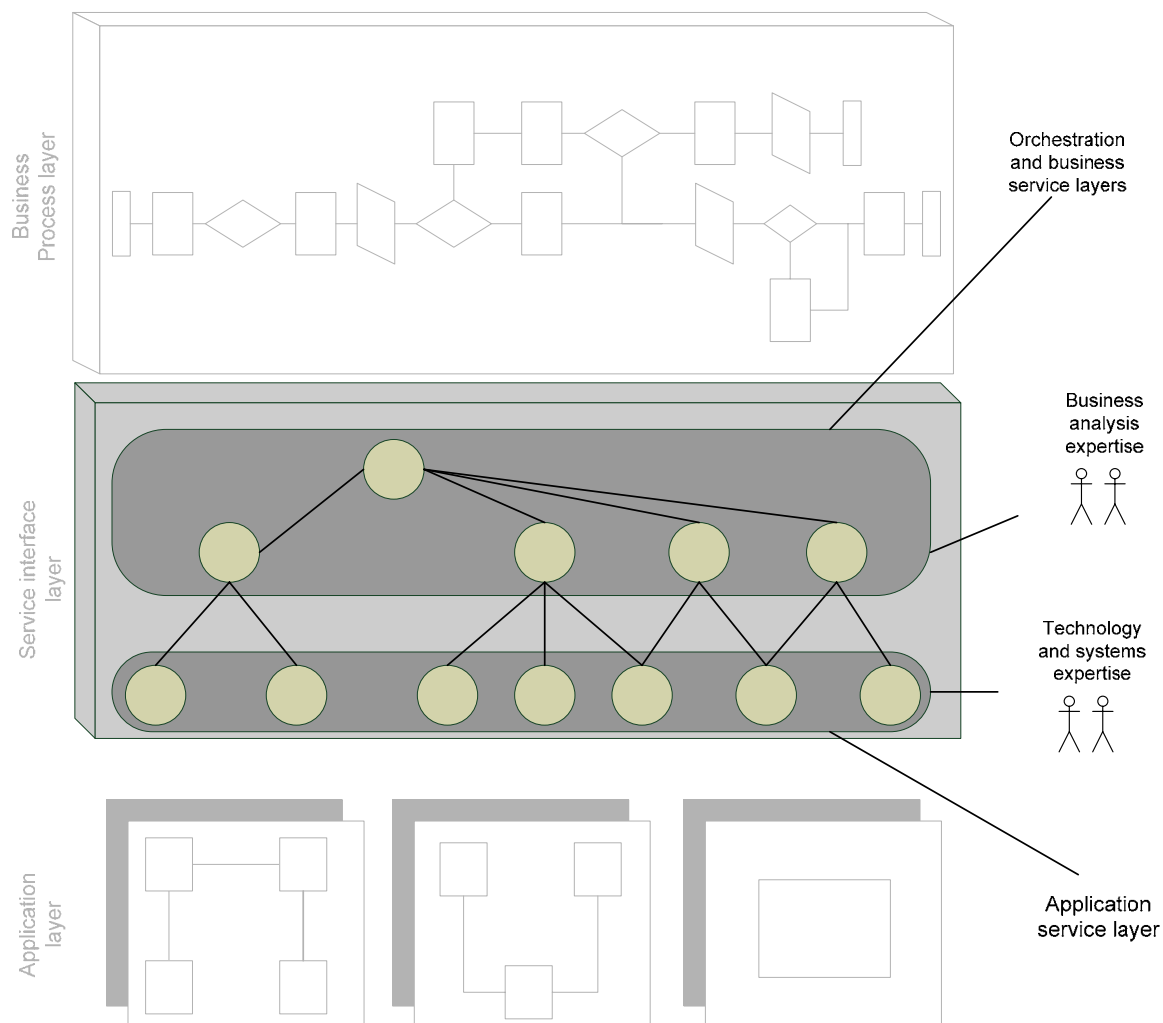 Business
Process layer
Orchestration
and business
service layers
Business
analysis
expertise
Service interface
layer
Technology
and systems
expertise
Application
layer
Application
service layer